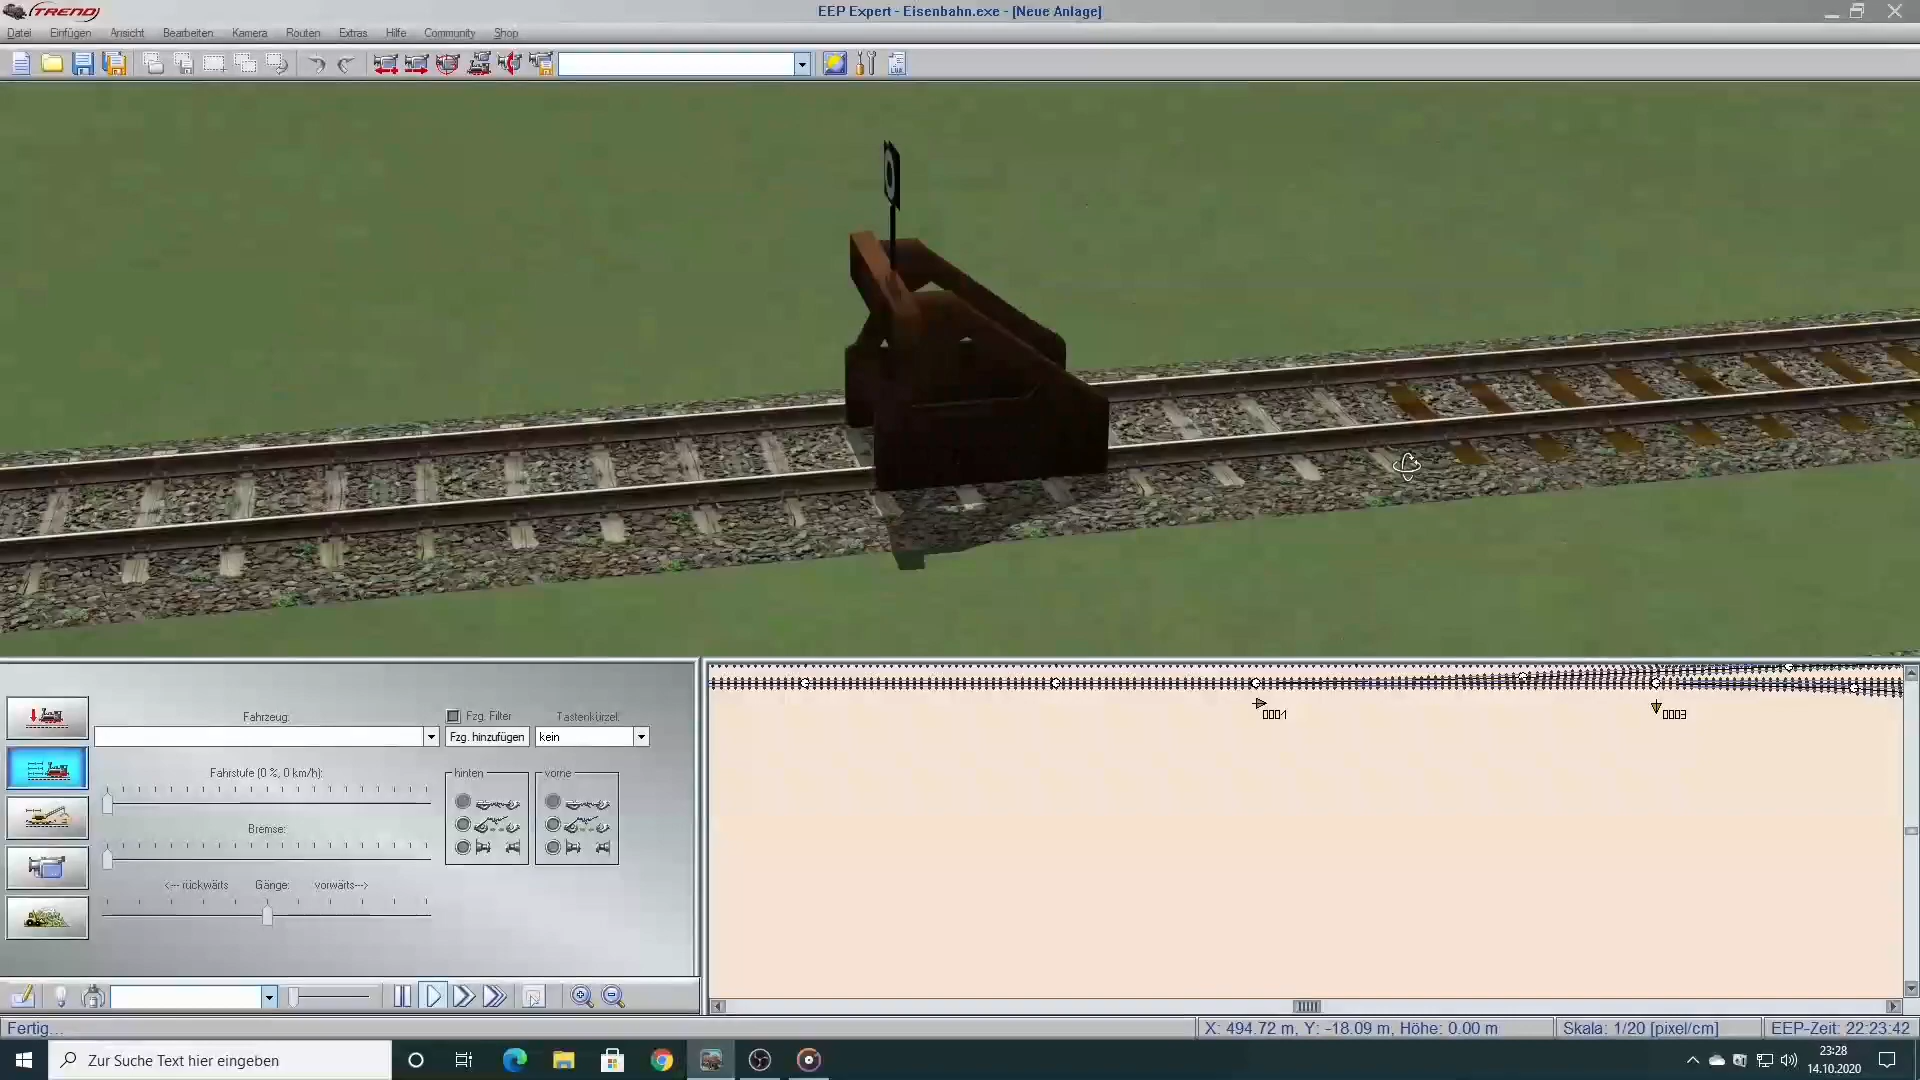 TREND
EEP Expert - Eisenbahn.exe - [Neue Anlage]
Datei Einfügen Ansicht Bearbeiten Kamera Routen Extras Hilfe Community Shop
Fahrzeug:
Fzg. Filter
Tastenkürzel:
Fzg. hinzufügen
kein
Fahrstufe (0 %, 0 km/h):
hinten
vorne
Bremse:
<--- rückwärts Gänge: vorwärts--->
0001
0003
Fertig...
X: 494.72 m, Y: -18.09 m, Höhe: 0.00 m
Skala: 1/20 [pixel/cm]
EEP-Zeit: 22:23:42
Zur Suche Text hier eingeben
23:28
14.10.2020